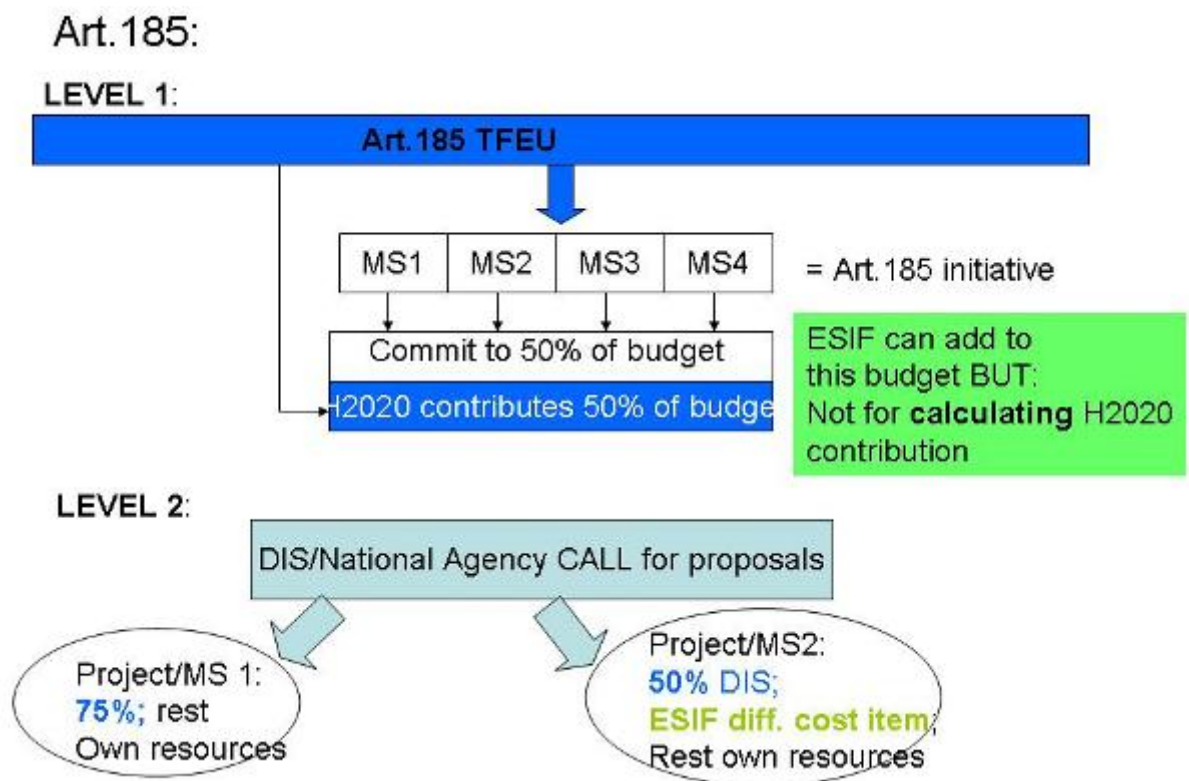 Art.185:
LEVEL 1:
Art.185 TFEU
MS1 MS2 MS3 MS4
= Art.185 initiative
Commit to 50% of budget
H2020 contributes 50% of budge
ESIF can add to
this budget BUT:
Not for calculating H2020
contribution
LEVEL 2:
DIS/National Agency CALL for proposals
Project/MS 1:
75%; rest
Own resources
Project/MS2:
50% DIS;
ESIF diff. cost item;
Rest own resources